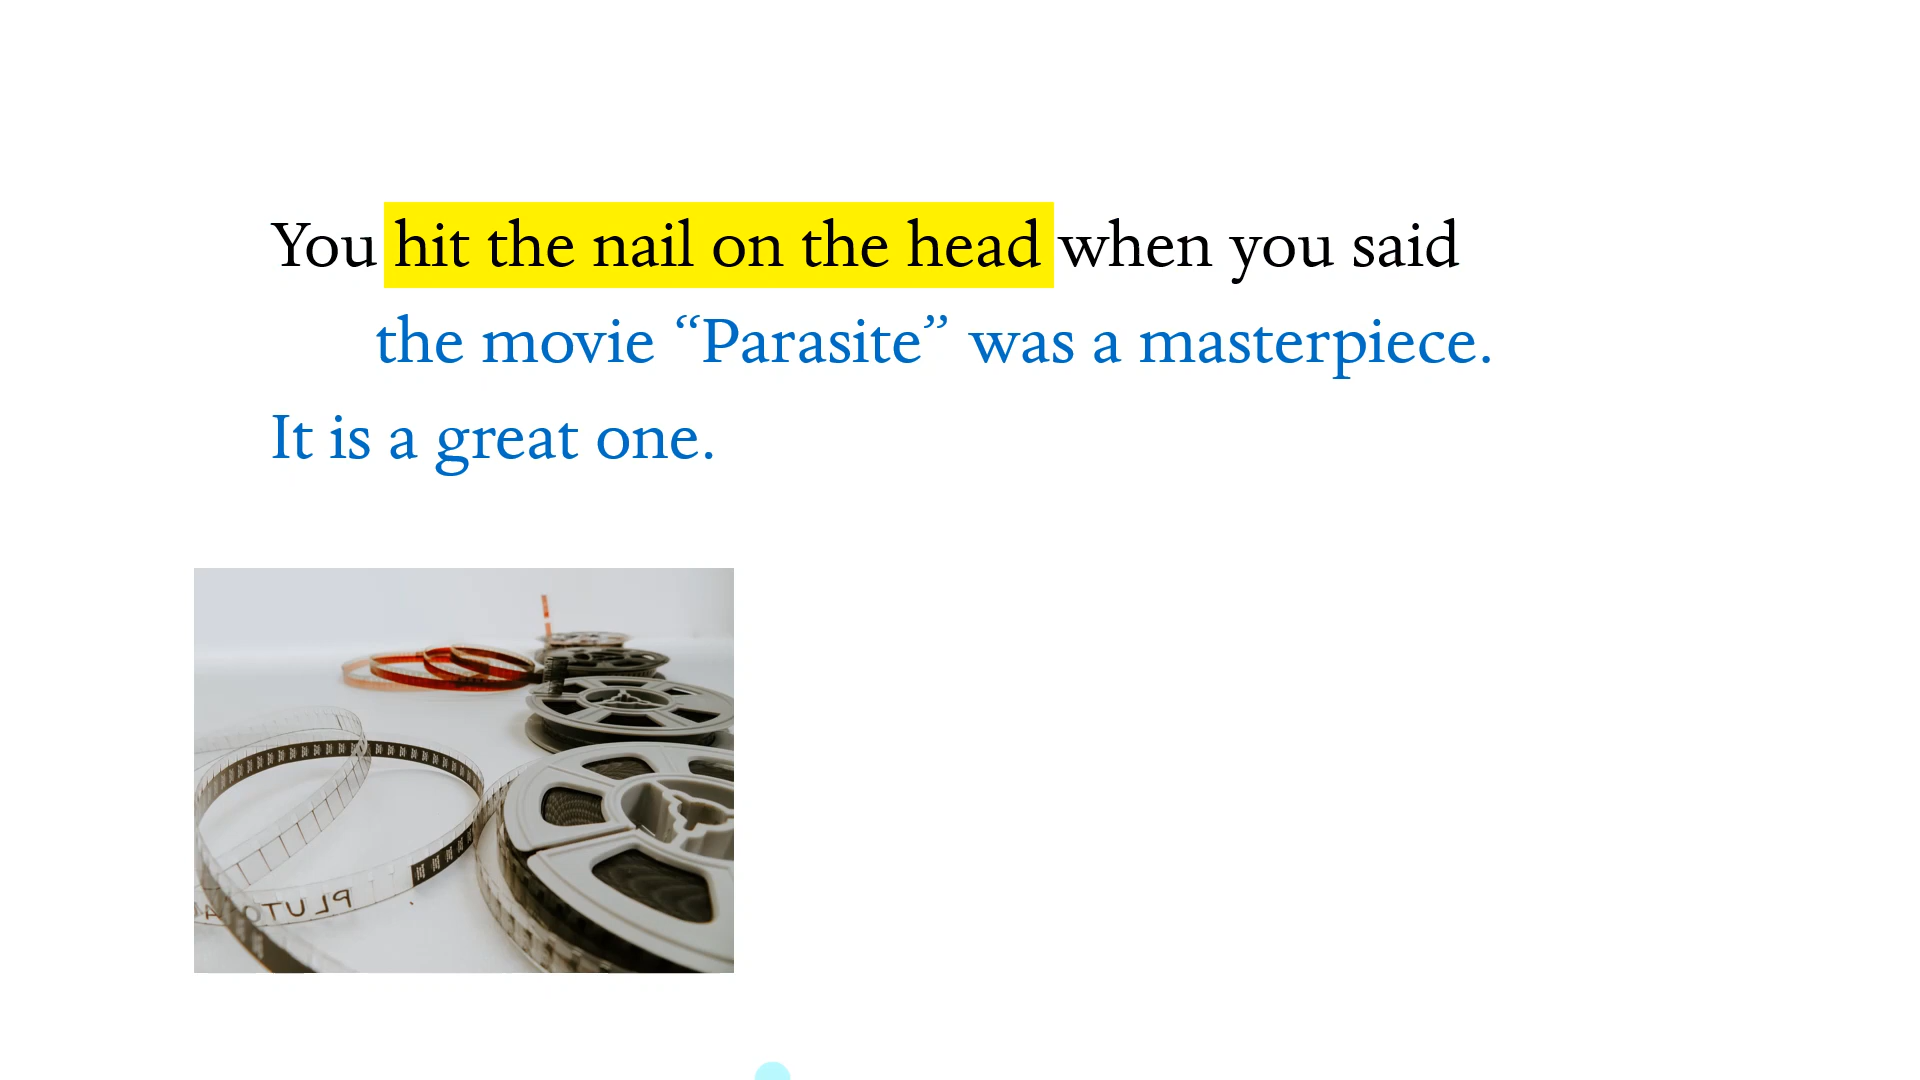 You hit the nail on the head when you said
the movie “Parasite” was a masterpiece.
It is a great one.
PLUTO